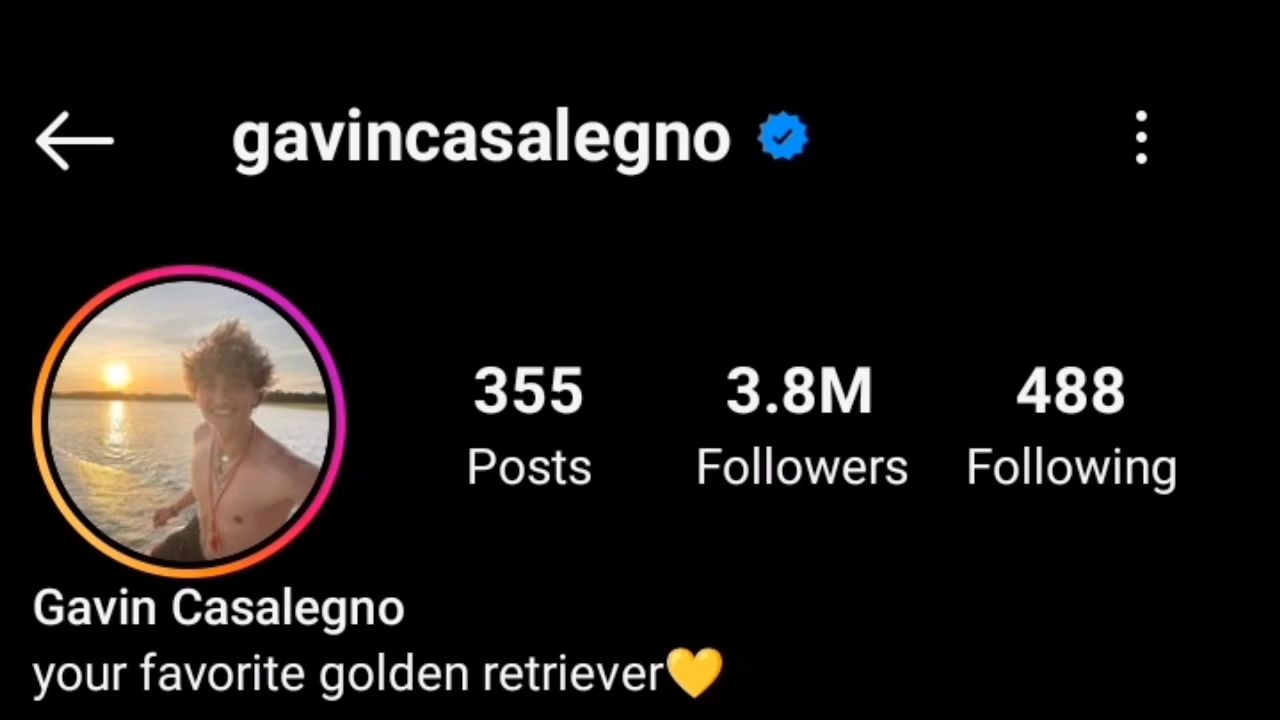 gavincasalegno
355 3.8M 488
Posts Followers Following
Gavin Casalegno
your favorite golden retriever💛